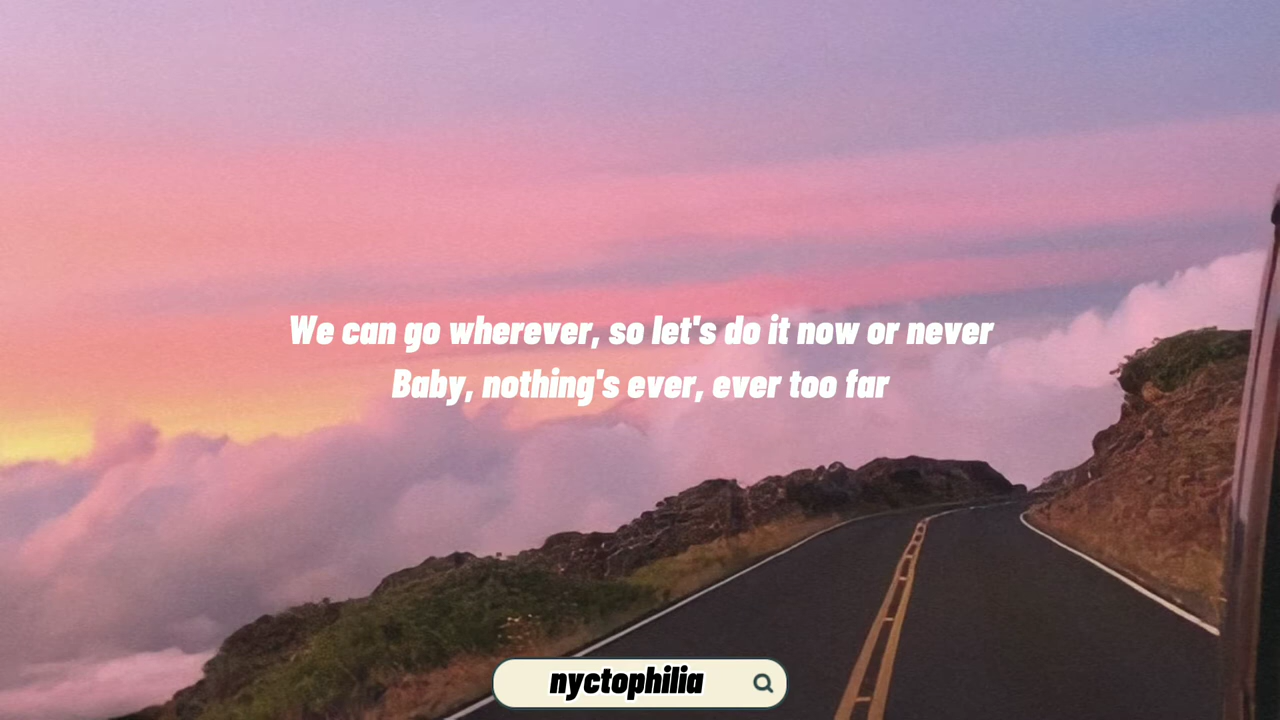 We can go wherever, so let's do it now or never
Baby, nothing's ever, ever too far
nyctophilia